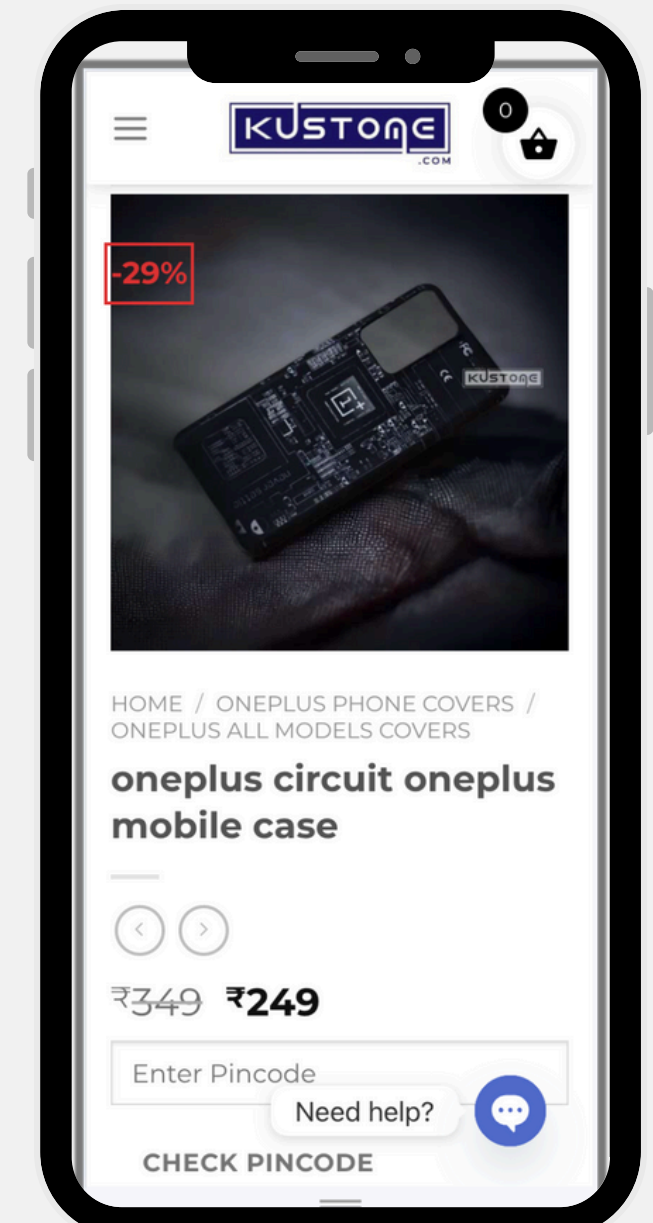 KUSTOME
.COM
0
-29%
KUSTOME
HOME / ONEPLUS PHONE COVERS /
ONEPLUS ALL MODELS COVERS
oneplus circuit oneplus
mobile case
₹349 ₹249
Enter Pincode
Need help?
CHECK PINCODE